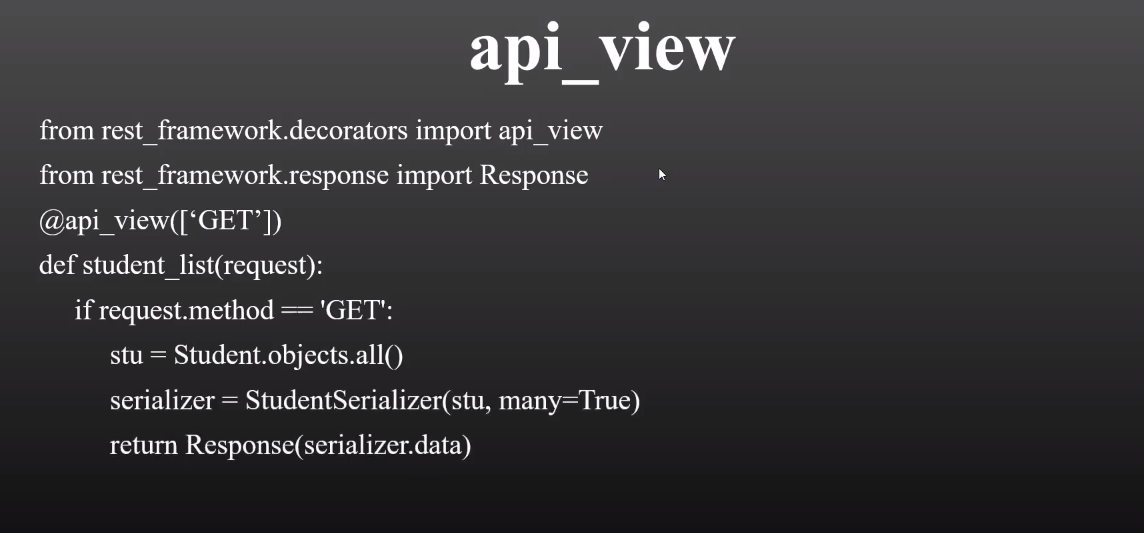 api_view
from rest_framework.decorators import api_view
from rest_framework.response import Response
@api_view([‘GET’])
def student_list(request):
if request.method == 'GET':
stu = Student.objects.all()
serializer = StudentSerializer(stu, many=True)
return Response(serializer.data)